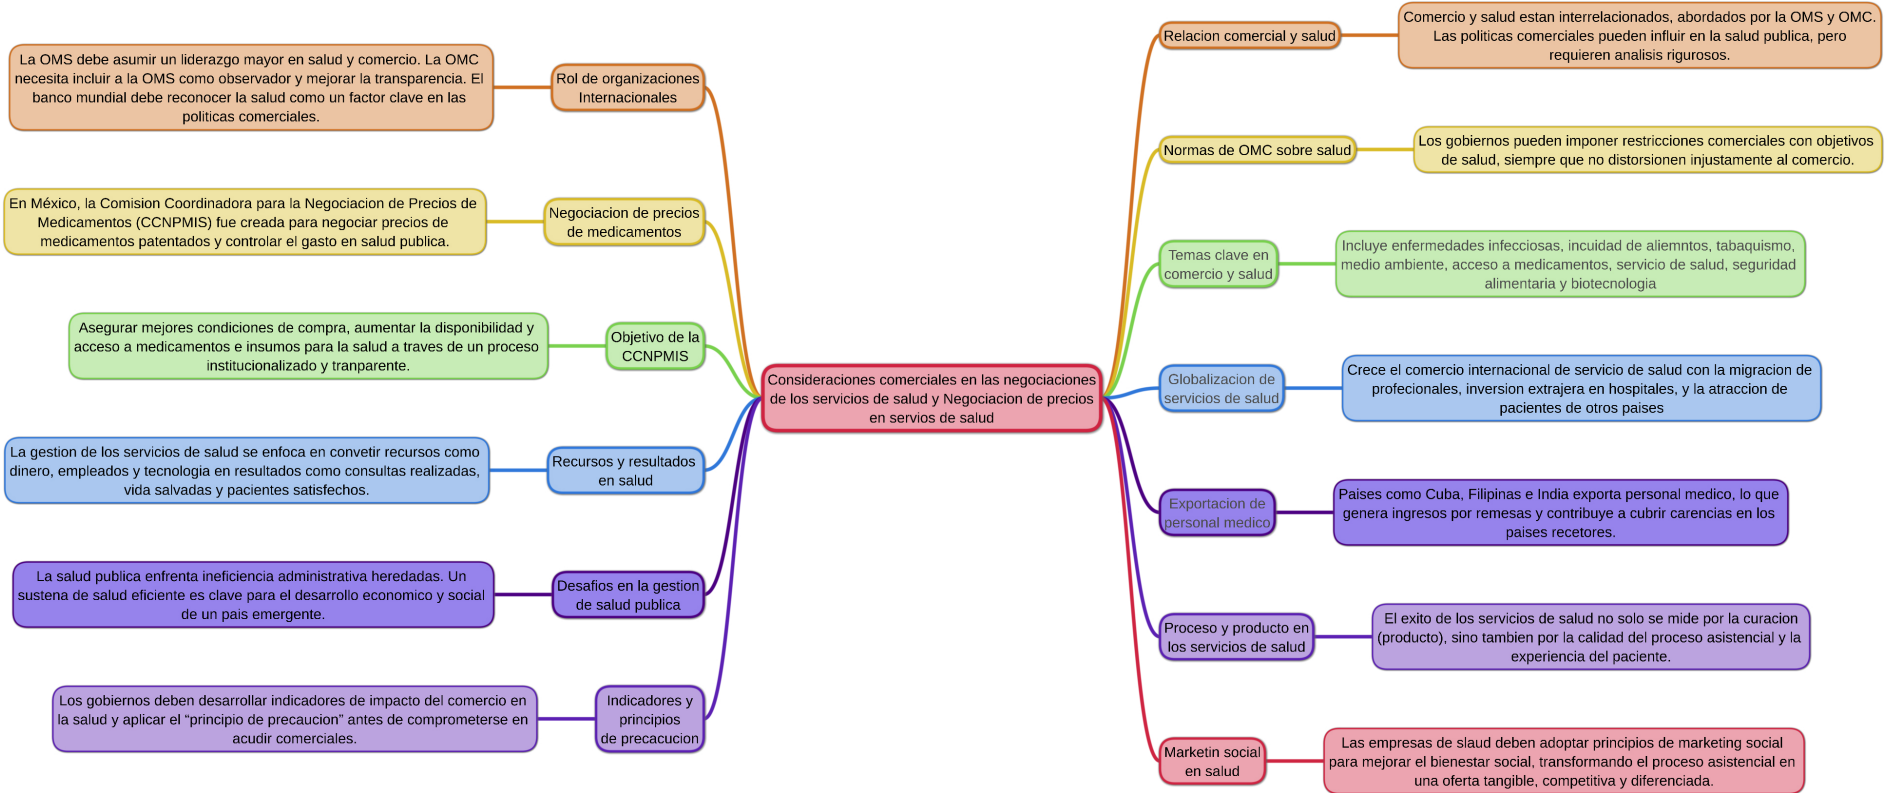 Consideraciones comerciales en las negociaciones
de los servicios de salud y Negociacion de precios
en servios de salud
Relacion comercial y salud
Comercio y salud estan interrelacionados, abordados por la OMS y OMC.
Las politicas comerciales pueden influir en la salud publica, pero
requieren analisis rigurosos.
Normas de OMC sobre salud
Los gobiernos pueden imponer restricciones comerciales con objetivos
de salud, siempre que no distorsionen injustamente al comercio.
Temas clave en
comercio y salud
Incluye enfermedades infecciosas, incuidad de aliemntos, tabaquismo,
medio ambiente, acceso a medicamentos, servicio de salud, seguridad
alimentaria y biotecnologia
Globalizacion de
servicios de salud
Crece el comercio internacional de servicio de salud con la migracion de
profecionales, inversion extrajera en hospitales, y la atraccion de
pacientes de otros paises
Exportacion de
personal medico
Paises como Cuba, Filipinas e India exporta personal medico, lo que
genera ingresos por remesas y contribuye a cubrir carencias en los
paises recetores.
Proceso y producto en
los servicios de salud
El exito de los servicios de salud no solo se mide por la curacion
(producto), sino tambien por la calidad del proceso asistencial y la
experiencia del paciente.
Marketin social
en salud
Las empresas de slaud deben adoptar principios de marketing social
para mejorar el bienestar social, transformando el proceso asistencial en
una oferta tangible, competitiva y diferenciada.
Rol de organizaciones
Internacionales
La OMS debe asumir un liderazgo mayor en salud y comercio. La OMC
necesita incluir a la OMS como observador y mejorar la transparencia. El
banco mundial debe reconocer la salud como un factor clave en las
politicas comerciales.
Negociacion de precios
de medicamentos
En México, la Comision Coordinadora para la Negociacion de Precios de
Medicamentos (CCNPMIS) fue creada para negociar precios de
medicamentos patentados y controlar el gasto en salud publica.
Objetivo de la
CCNPMIS
Asegurar mejores condiciones de compra, aumentar la disponibilidad y
acceso a medicamentos e insumos para la salud a traves de un proceso
institucionalizado y tranparente.
Recursos y resultados
en salud
La gestion de los servicios de salud se enfoca en convetir recursos como
dinero, empleados y tecnologia en resultados como consultas realizadas,
vida salvadas y pacientes satisfechos.
Desafios en la gestion
de salud publica
La salud publica enfrenta ineficiencia administrativa heredadas. Un
sustena de salud eficiente es clave para el desarrollo economico y social
de un pais emergente.
Indicadores y
principios
de precacucion
Los gobiernos deben desarrollar indicadores de impacto del comercio en
la salud y aplicar el “principio de precaucion” antes de comprometerse en
acudir comerciales.